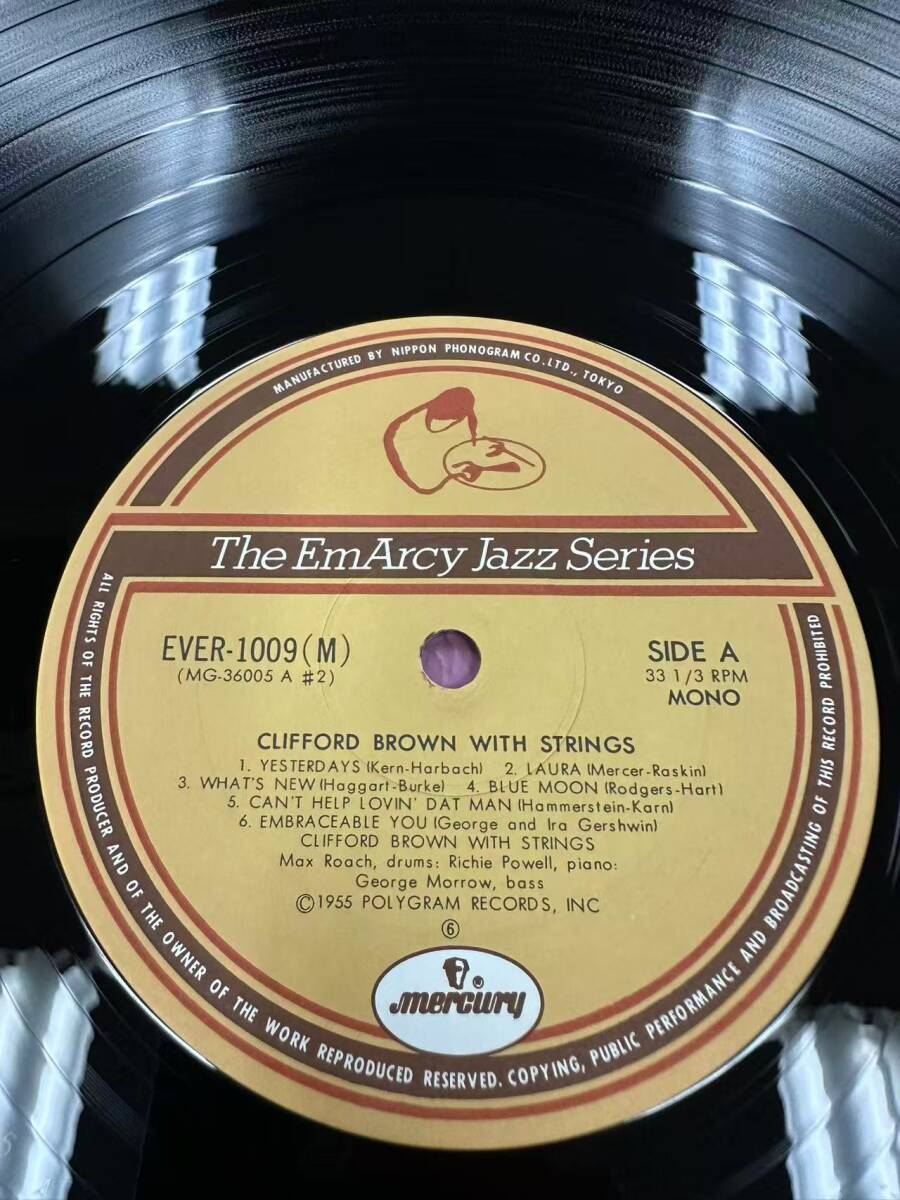 MANUFACTURED BY NIPPON PHONOGRAM CO. LTD., TOKYO
The EmArcy Jazz Series
EVER-1009 (M)
(MG-36005 A #2)
SIDE A
33 1/3 RPM
MONO
CLIFFORD BROWN WITH STRINGS
1. YESTERDAYS (Kern-Harbach) 2. LAURA (Mercer-Raskin)
3. WHAT'S NEW (Haggart-Burke) 4. BLUE MOON (Rodgers-Hart)
5. CAN'T HELP LOVIN' DAT MAN (Hammerstein-Karn)
6. EMBRACEABLE YOU (George and Ira Gershwin)
CLIFFORD BROWN WITH STRINGS
Max Roach, drums: Richie Powell, piano:
George Morrow, bass
©1955 POLYGRAM RECORDS, INC
⑥
mercury
ALL RIGHTS OF THE RECORD PRODUCER AND OF THE OWNER OF THE WORK REPRODUCED RESERVED. COPYING, PUBLIC PERFORMANCE AND BROADCASTING OF THIS RECORD PROHIBITED